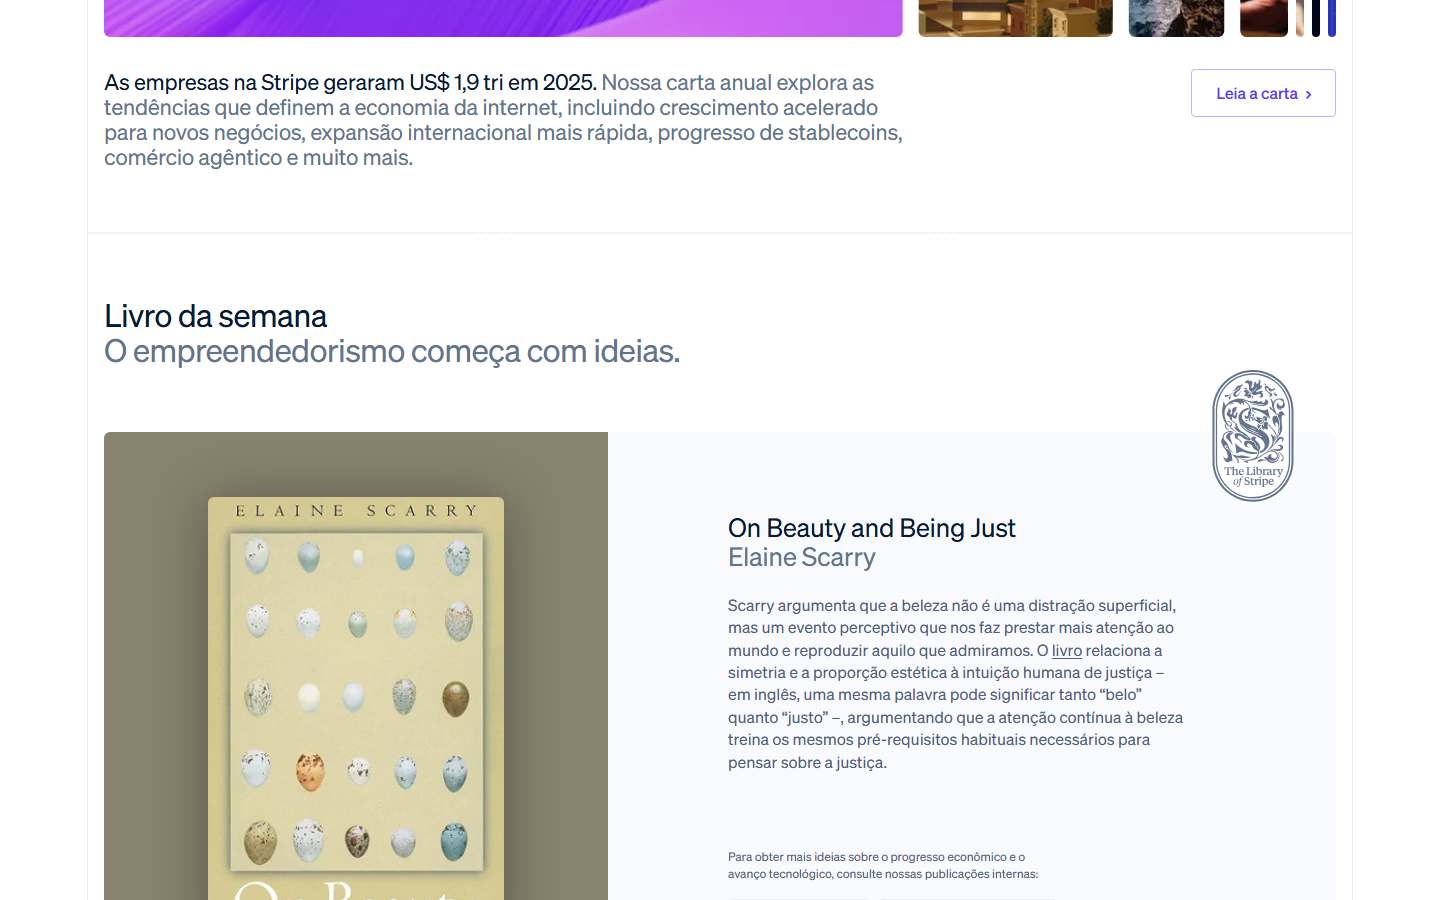 As empresas na Stripe geraram US$ 1,9 tri em 2025. Nossa carta anual explora as
tendências que definem a economia da internet, incluindo crescimento acelerado
para novos negócios, expansão internacional mais rápida, progresso de stablecoins,
comércio agêntico e muito mais.
Leia a carta
Livro da semana
O empreendedorismo começa com ideias.
The Library
of Stripe
ELAINE SCARRY
On Beauty
On Beauty and Being Just
Elaine Scarry
Scarry argumenta que a beleza não é uma distração superficial,
mas um evento perceptivo que nos faz prestar mais atenção ao
mundo e reproduzir aquilo que admiramos. O livro relaciona a
simetria e a proporção estética à intuição humana de justiça –
em inglês, uma mesma palavra pode significar tanto “belo”
quanto “justo” –, argumentando que a atenção contínua à beleza
treina os mesmos pré-requisitos habituais necessários para
pensar sobre a justiça.
Para obter mais ideias sobre o progresso econômico e o
avanço tecnológico, consulte nossas publicações internas: